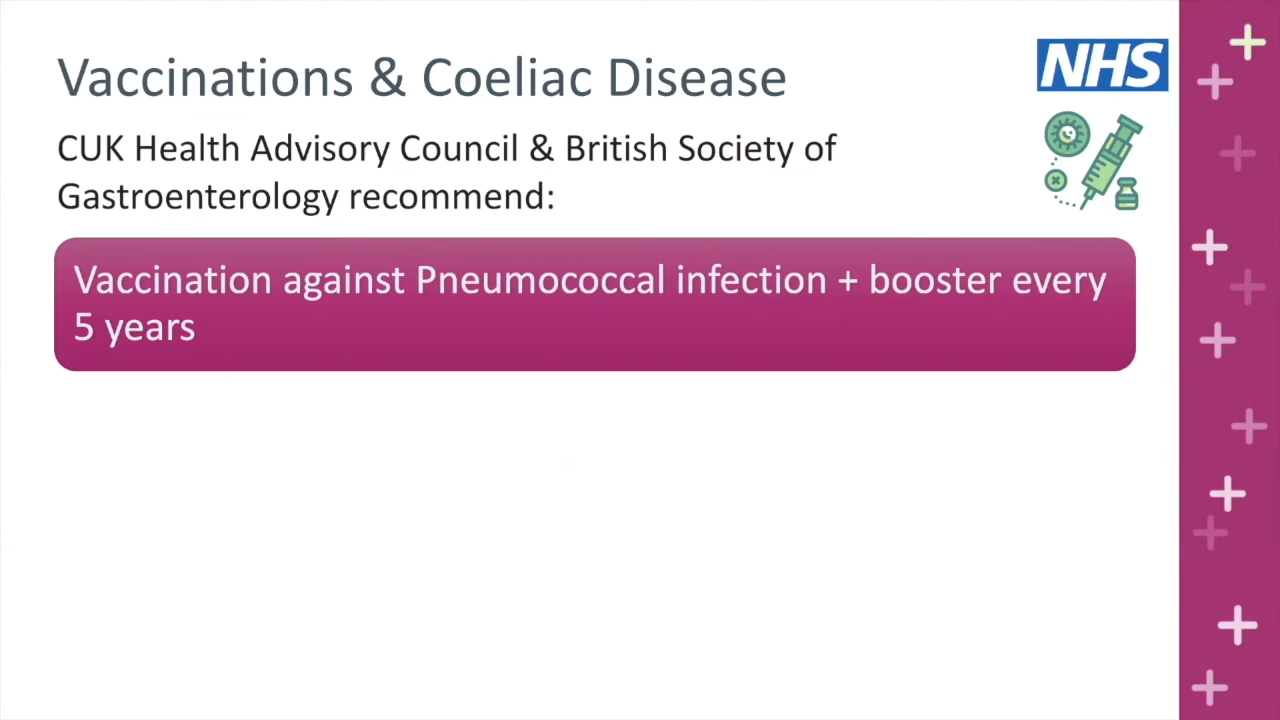 Vaccinations & Coeliac Disease
NHS
CUK Health Advisory Council & British Society of
Gastroenterology recommend:
Vaccination against Pneumococcal infection + booster every
5 years